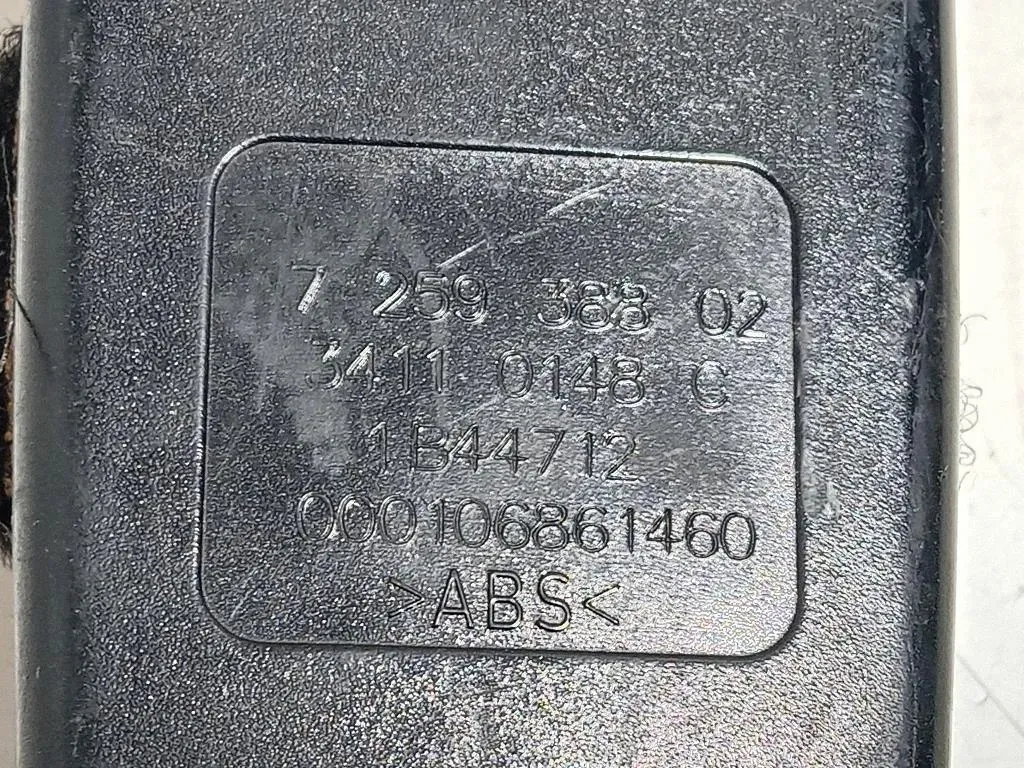 7 259 388 02
3411 0148 C
1B44712
000106861460
>ABS<